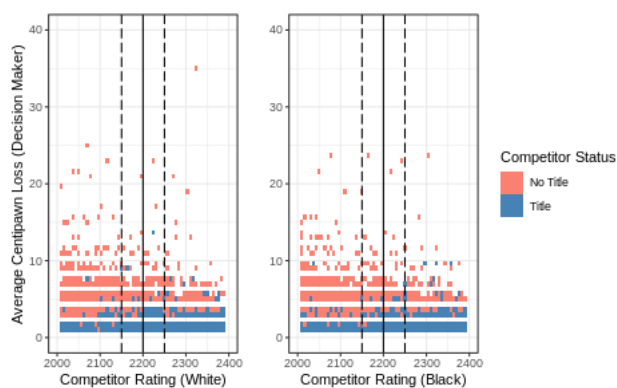 Average Centipawn Loss (Decision Maker)
40
30
20
10
0
2000 2100 2200 2300 2400
Competitor Rating (White)
40
30
20
10
0
2000 2100 2200 2300 2400
Competitor Rating (Black)
Competitor Status
No Title
Title